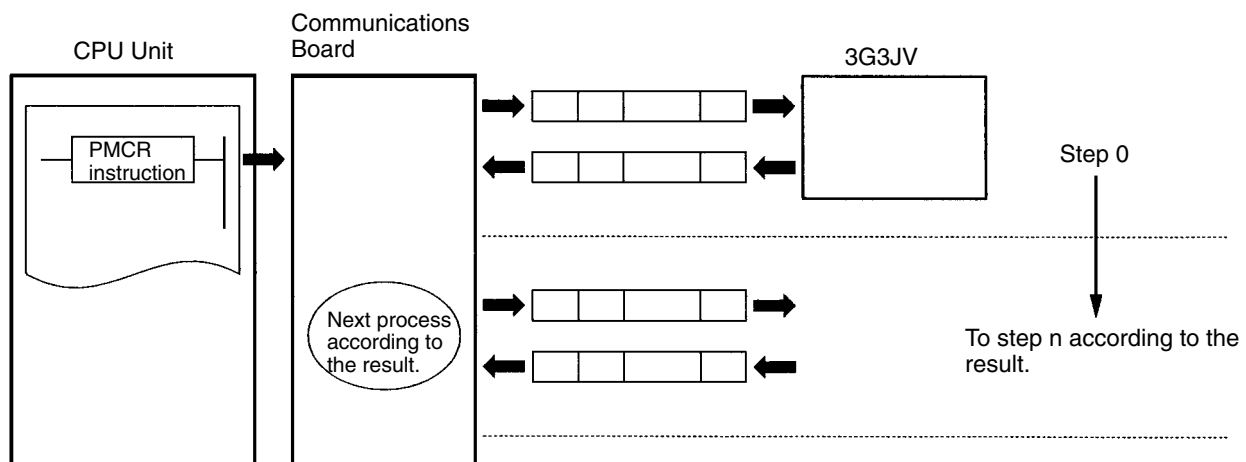 Communications
Board
CPU Unit
3G3JV
PMCR
instruction
Step 0
Next process
according to
the result.
To step n according to the
result.